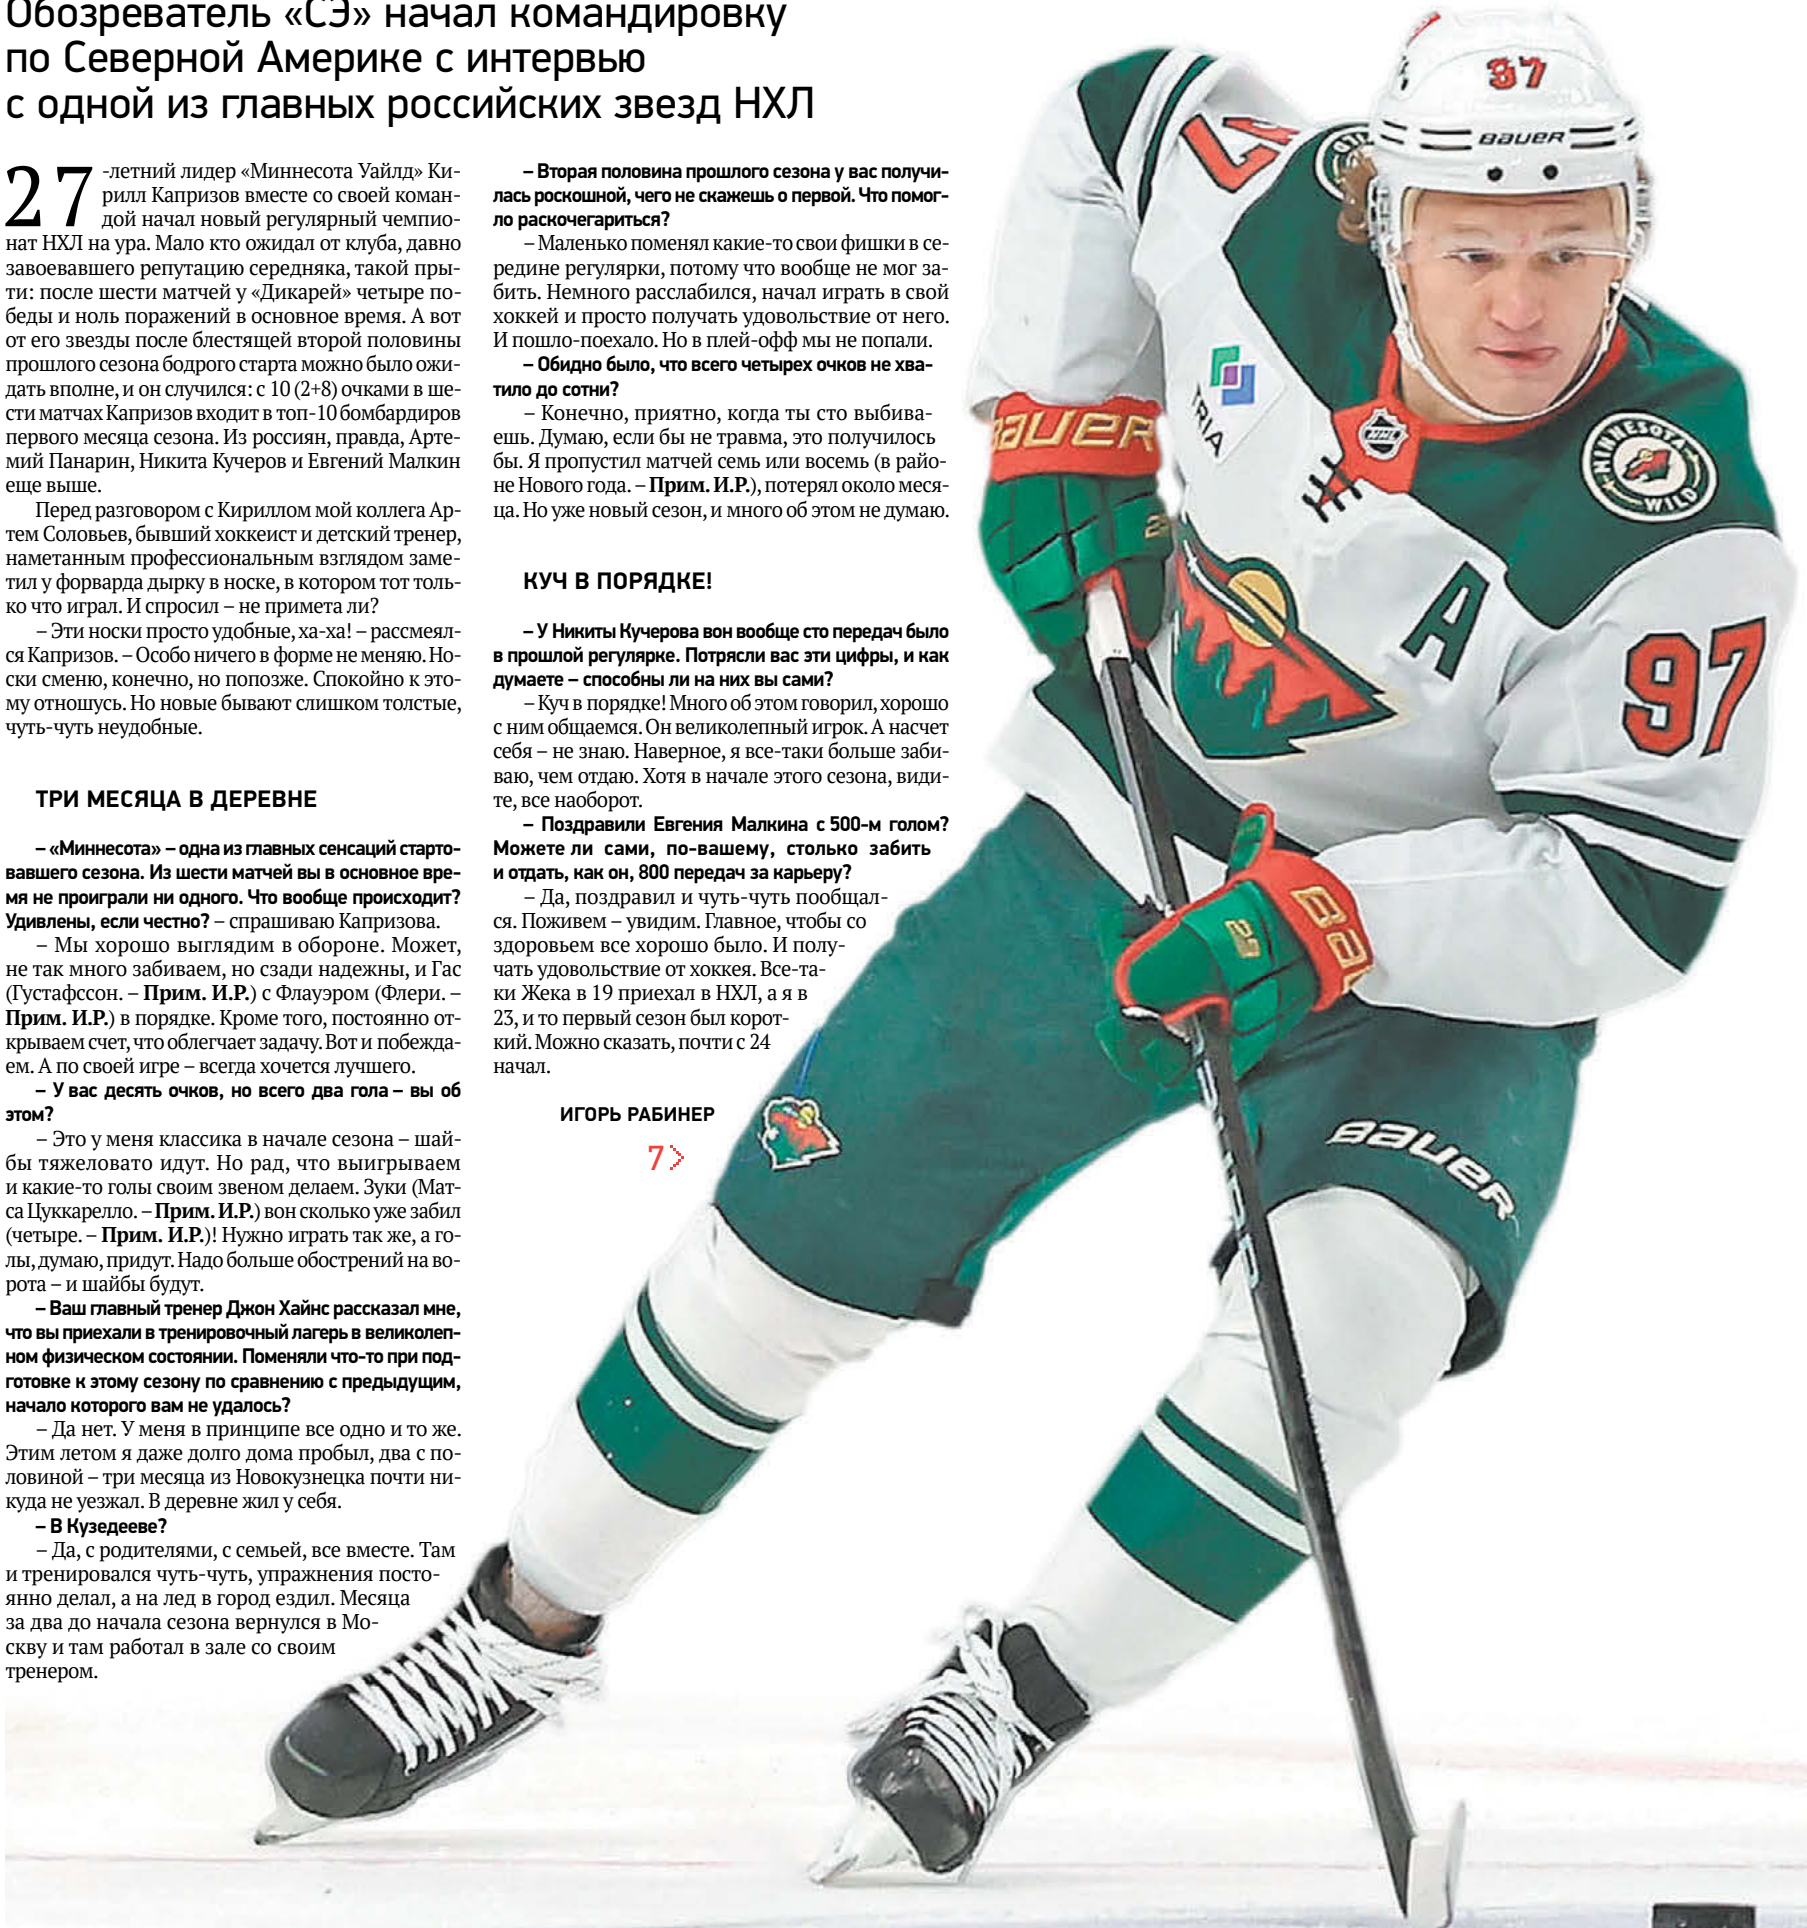 Обозреватель «СЭ» начал командировку
по Северной Америке с интервью
с одной из главных российских звезд НХЛ
27-летний лидер «Миннесота Уайлд» Ки-
рилл Капризов вместе со своей коман-
дой начал новый регулярный чемпио-
нат НХЛ на ура. Мало кто ожидал от клуба, давно
завоевавшего репутацию середняка, такой пры-
ти: после шести матчей у «Дикарей» четыре по-
беды и ноль поражений в основное время. А вот
от его звезды после блестящей второй половины
прошлого сезона бодрого старта можно было ожи-
дать вполне, и он случился: с 10 (2+8) очками в ше-
сти матчах Капризов входит в топ-10 бомбардиров
первого месяца сезона. Из россиян, правда, Арте-
мий Панарин, Никита Кучеров и Евгений Малкин
еще выше.
Перед разговором с Кириллом мой коллега Ар-
тем Соловьев, бывший хоккеист и детский тренер,
наметанным профессиональным взглядом заме-
тил у форварда дырку в носке, в котором тот толь-
ко что играл. И спросил – не примета ли?
– Эти носки просто удобные, ха-ха! – рассмеял-
ся Капризов. – Особо ничего в форме не меняю. Но-
ски сменю, конечно, но попозже. Спокойно к это-
му отношусь. Но новые бывают слишком толстые,
чуть-чуть неудобные.
ТРИ МЕСЯЦА В ДЕРЕВНЕ
– «Миннесота» – одна из главных сенсаций старто-
вавшего сезона. Из шести матчей вы в основное вре-
мя не проиграли ни одного. Что вообще происходит?
Удивлены, если честно? – спрашиваю Капризова.
– Мы хорошо выглядим в обороне. Может,
не так много забиваем, но сзади надежны, и Гас
(Густафссон. – Прим. И.Р.) с Флауэром (Флери. –
Прим. И.Р.) в порядке. Кроме того, постоянно от-
крываем счет, что облегчает задачу. Вот и побежда-
ем. А по своей игре – всегда хочется лучшего.
– У вас десять очков, но всего два гола – вы об
этом?
– Это у меня классика в начале сезона – шай-
бы тяжеловато идут. Но рад, что выигрываем
и какие-то голы своим звеном делаем. Зуки (Мат-
са Цуккарелло. – Прим. И.Р.) вон сколько уже забил
(четыре. – Прим. И.Р.)! Нужно играть так же, а го-
лы, думаю, придут. Надо больше обострений на во-
рота – и шайбы будут.
– Ваш главный тренер Джон Хайнс рассказал мне,
что вы приехали в тренировочный лагерь в великолеп-
ном физическом состоянии. Поменяли что-то при под-
готовке к этому сезону по сравнению с предыдущим,
начало которого вам не удалось?
– Да нет. У меня в принципе все одно и то же.
Этим летом я даже долго дома пробыл, два с по-
ловиной – три месяца из Новокузнецка почти ни-
куда не уезжал. В деревне жил у себя.
– В Кузедееве?
– Да, с родителями, с семьей, все вместе. Там
и тренировался чуть-чуть, упражнения посто-
янно делал, а на лед в город ездил. Месяца
за два до начала сезона вернулся в Мо-
скву и там работал в зале со своим
тренером.
– Вторая половина прошлого сезона у вас получи-
лась роскошной, чего не скажешь о первой. Что помог-
ло раскочегариться?
– Маленько поменял какие-то свои фишки в се-
редине регулярки, потому что вообще не мог за-
бить. Немного расслабился, начал играть в свой
хоккей и просто получать удовольствие от него.
И пошло-поехало. Но в плей-офф мы не попали.
– Обидно было, что всего четырех очков не хва-
тило до сотни?
– Конечно, приятно, когда ты сто выбива-
ешь. Думаю, если бы не травма, это получилось
бы. Я пропустил матчей семь или восемь (в райо-
не Нового года. – Прим. И.Р.), потерял около меся-
ца. Но уже новый сезон, и много об этом не думаю.
КУЧ В ПОРЯДКЕ!
– У Никиты Кучерова вон вообще сто передач было
в прошлой регулярке. Потрясли вас эти цифры, и как
думаете – способны ли на них вы сами?
– Куч в порядке! Много об этом говорил, хорошо
с ним общаемся. Он великолепный игрок. А насчет
себя – не знаю. Наверное, я все-таки больше заби-
ваю, чем отдаю. Хотя в начале этого сезона, види-
те, все наоборот.
– Поздравили Евгения Малкина с 500-м голом?
Можете ли сами, по-вашему, столько забить
и отдать, как он, 800 передач за карьеру?
– Да, поздравил и чуть-чуть пообщал-
ся. Поживем – увидим. Главное, чтобы со
здоровьем все хорошо было. И полу-
чать удовольствие от хоккея. Все-та-
ки Жека в 19 приехал в НХЛ, а я в
23, и то первый сезон был корот-
кий. Можно сказать, почти с 24
начал.
ИГОРЬ РАБИНЕР
7
97
BAUER
TRIA
BAUER
NHL
MINNESOTA
WILD
A
97
BAUER